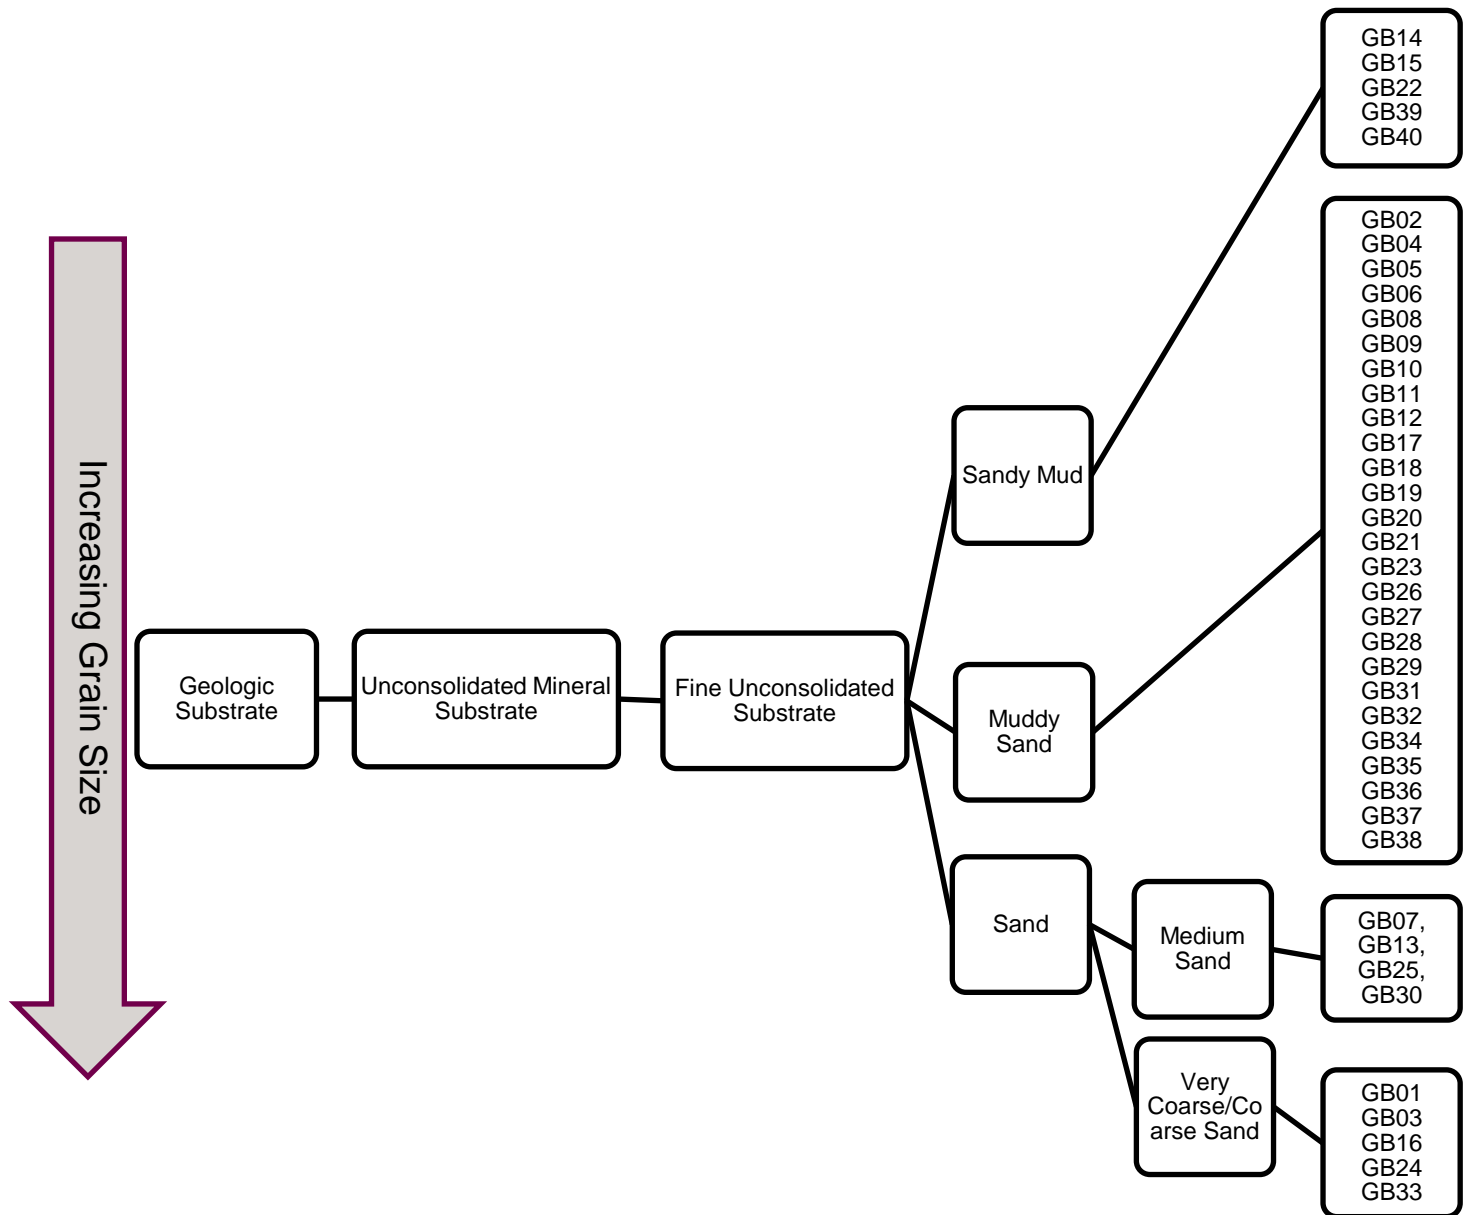 Increasing Grain Size
Geologic
Substrate
Unconsolidated Mineral
Substrate
Fine Unconsolidated
Substrate
Sandy Mud
Muddy
Sand
Sand
Medium
Sand
Very
Coarse/Co
arse Sand
GB14
GB15
GB22
GB39
GB40
GB02
GB04
GB05
GB06
GB08
GB09
GB10
GB11
GB12
GB17
GB18
GB19
GB20
GB21
GB23
GB26
GB27
GB28
GB29
GB31
GB32
GB34
GB35
GB36
GB37
GB38
GB07,
GB13,
GB25,
GB30
GB01
GB03
GB16
GB24
GB33